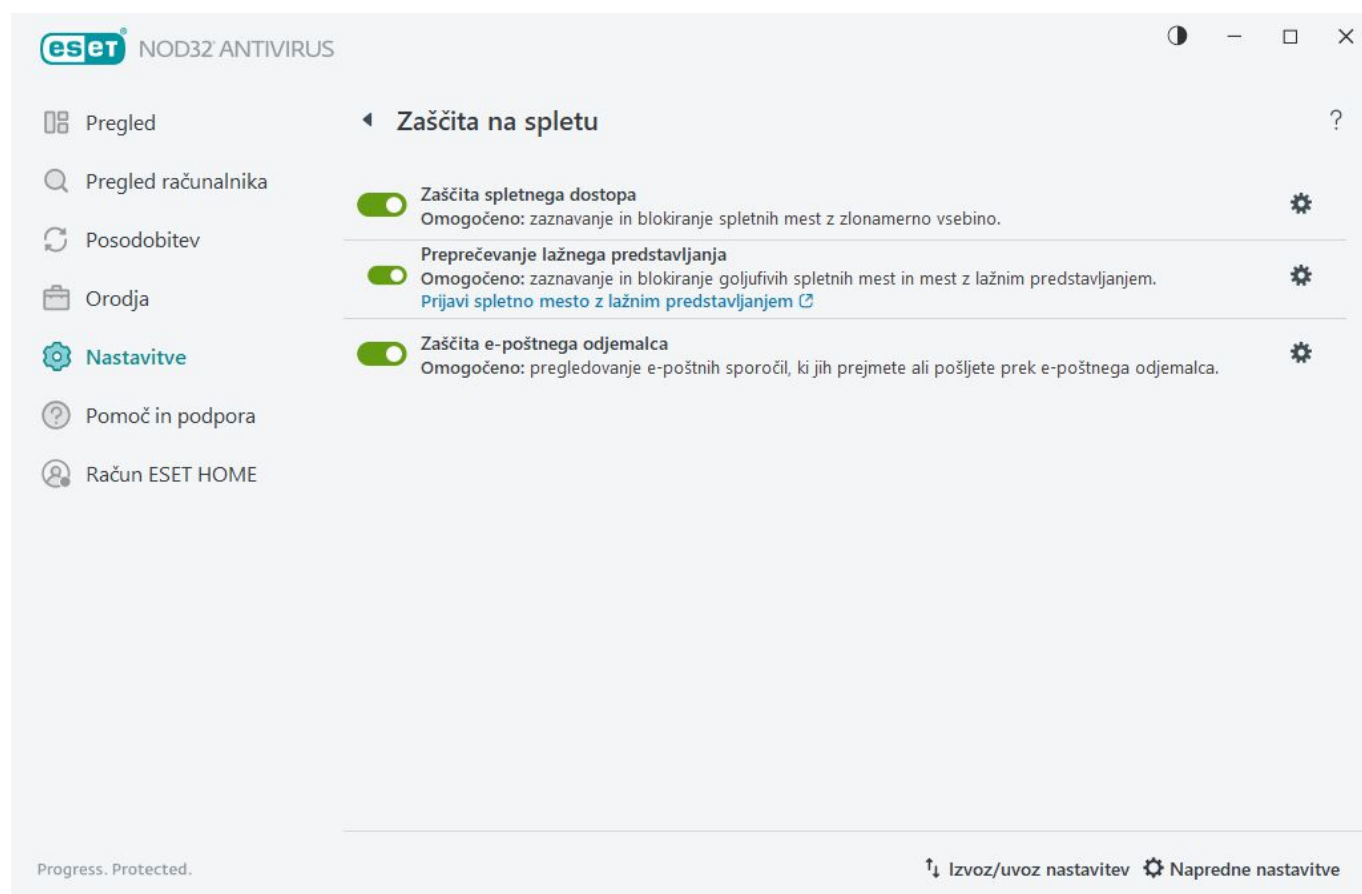 eset® NOD32 ANTIVIRUS
Pregled
Pregled računalnika
Posodobitev
Orodja
Nastavitve
Pomoč in podpora
Račun ESET HOME
Zaščita na spletu
?
Zaščita spletnega dostopa
Omogočeno: zaznavanje in blokiranje spletnih mest z zlonamerno vsebino.
Preprečevanje lažnega predstavljanja
Omogočeno: zaznavanje in blokiranje goljufivih spletnih mest in mest z lažnim predstavljanjem.
Prijavi spletno mesto z lažnim predstavljanjem
Zaščita e-poštnega odjemalca
Omogočeno: pregledovanje e-poštnih sporočil, ki jih prejmete ali pošljete prek e-poštnega odjemalca.
Progress. Protected.
Izvoz/uvoz nastavitev
Napredne nastavitve